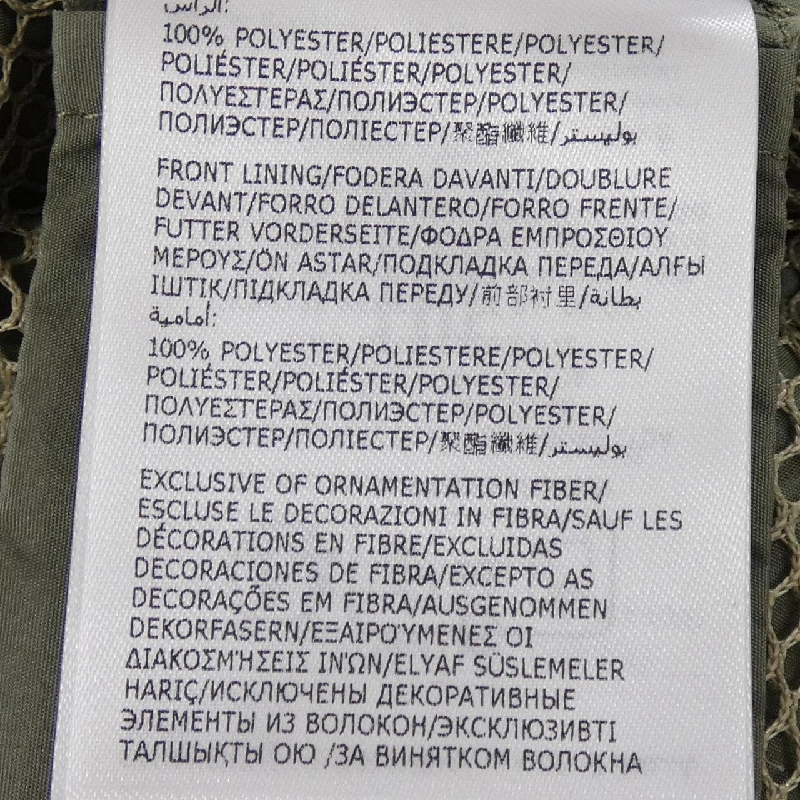 الراس:
100% POLYESTER/POLIESTERE/POLYESTER/
POLIÉSTER/POLIÉSTER/POLYESTER/
ΠΟΛΥΕΣΤΕΡΑΣ/ПОЛИЭСТЕР/POLYESTER/
ПОЛИЭСТЕР/ПОЛІЕСТЕР/聚酯纖維/بوليستر
FRONT LINING/FODERA DAVANTI/DOUBLURE
DEVANT/FORRO DELANTERO/FORRO FRENTE/
FUTTER VORDERSEITE/ΦΟΔΡΑ ΕΜΠΡΟΣΘΙΟΥ
ΜΕΡΟΥΣ/ÖN ASTAR/ПОДКЛАДКА ПЕРЕДА/АЛҒЫ
ІШТІК/ПІДКЛАДКА ПЕРЕДУ/前部衬里/بطانة
أمامية:
100% POLYESTER/POLIESTERE/POLYESTER/
POLIÉSTER/POLIÉSTER/POLYESTER/
ΠΟΛΥΕΣΤΕΡΑΣ/ПОЛИЭСТЕР/POLYESTER/
ПОЛИЭСТЕР/ПОЛІЕСТЕР/聚酯纖維/بوليستر
EXCLUSIVE OF ORNAMENTATION FIBER/
ESCLUSE LE DECORAZIONI IN FIBRA/SAUF LES
DÉCORATIONS EN FIBRE/EXCLUIDAS
DECORACIONES DE FIBRA/EXCEPTO AS
DECORAÇÕES EM FIBRA/AUSGENOMMEN
DEKORFASERN/ΕΞΑΙΡΟΎΜΕΝΕΣ ΟΙ
ΔΙΑΚΟΣΜΉΣΕΙΣ ΙΝΏΝ/ELYAF SÜSLEMELER
HARIÇ/ИСКЛЮЧЕНЫ ДЕКОРАТИВНЫЕ
ЭЛЕМЕНТЫ ИЗ ВОЛОКОН/ЭКСКЛЮЗИВТІ
ТАЛШЫҚТЫ ОЮ /ЗА ВИНЯТКОМ ВОЛОКНА